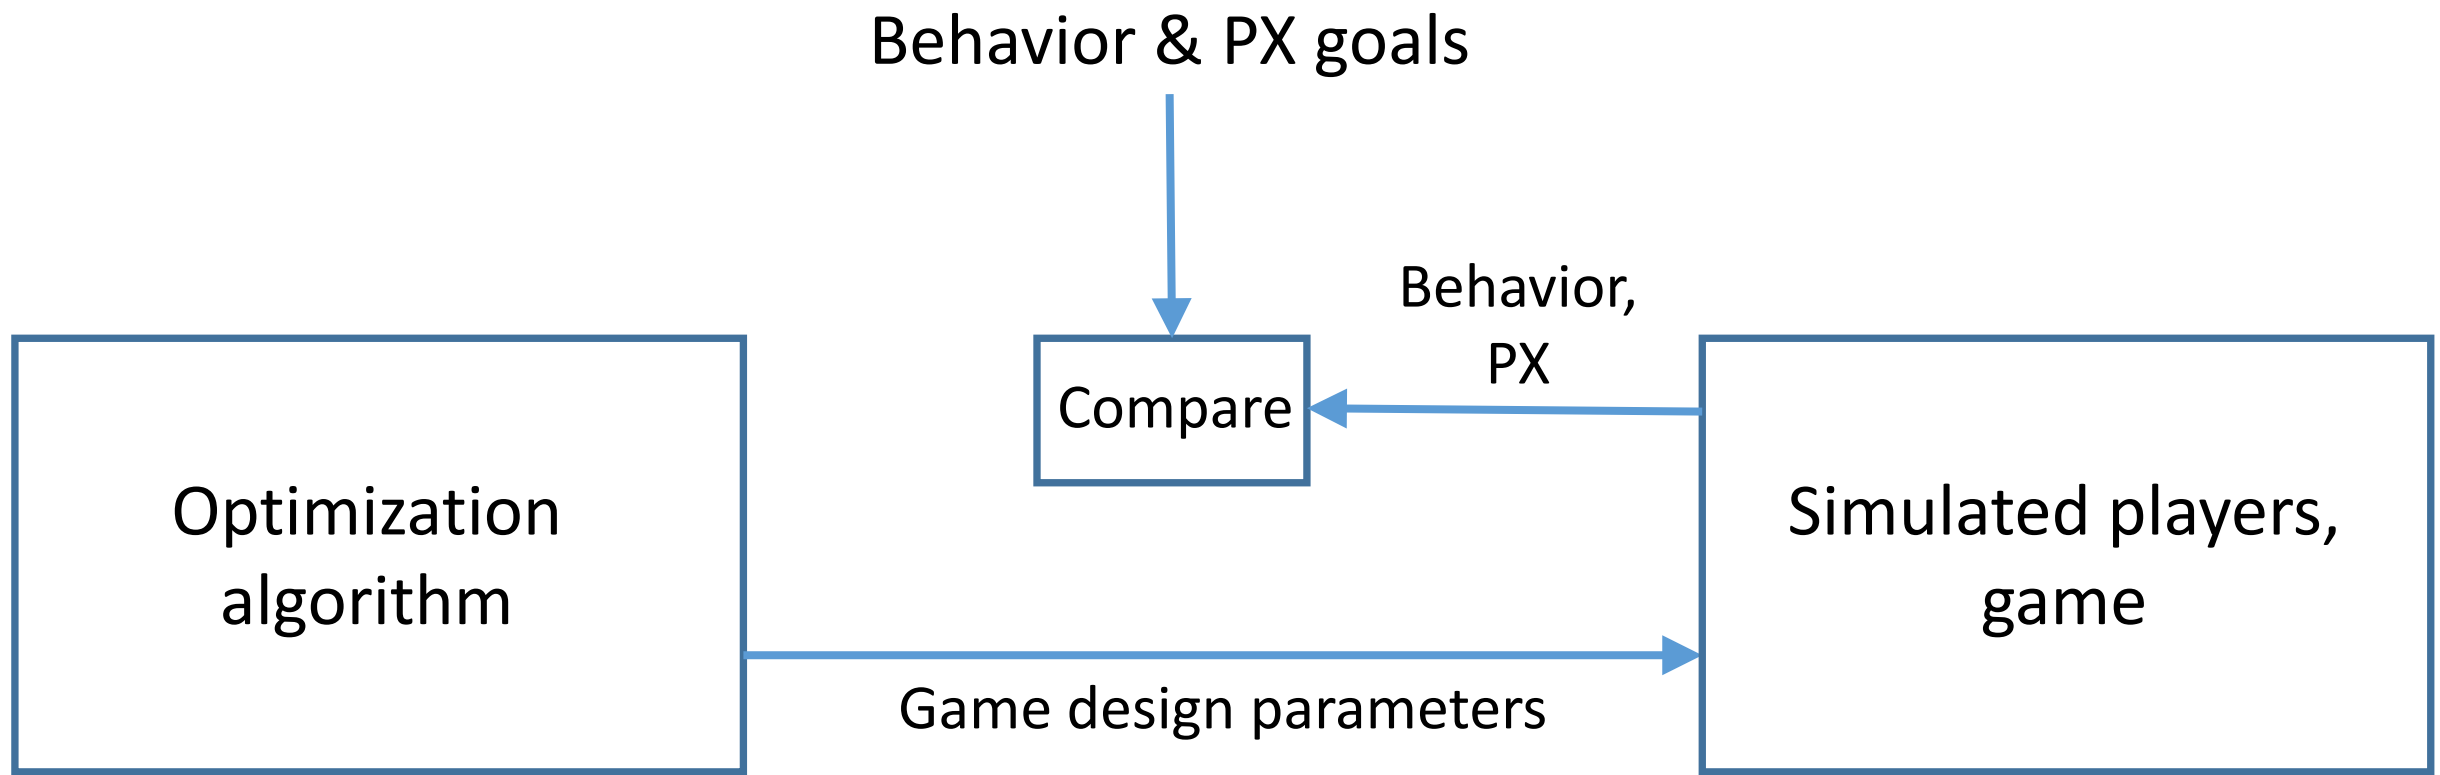 Behavior & PX goals
Behavior,
PX
Compare
Optimization
algorithm
Simulated players,
game
Game design parameters